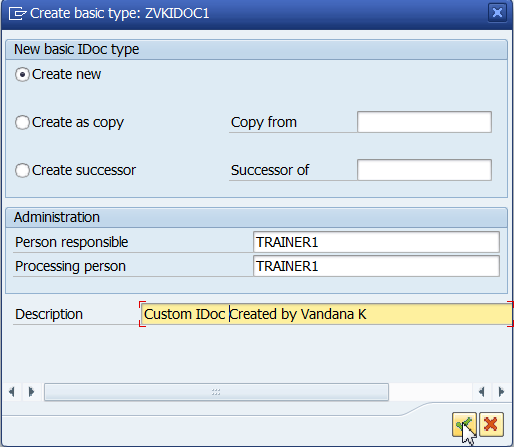 Create basic type: ZVKIDOC1
New basic IDoc type
Create new
Create as copy Copy from
Create successor Successor of
Administration
Person responsible TRAINER1
Processing person TRAINER1
Description Custom IDoc Created by Vandana K